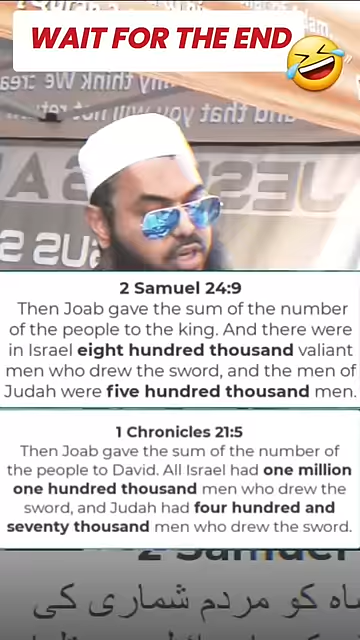 WAIT FOR THE END
2 Samuel 24:9
Then Joab gave the sum of the number
of the people to the king. And there were
in Israel eight hundred thousand valiant
men who drew the sword, and the men of
Judah were five hundred thousand men.
1 Chronicles 21:5
Then Joab gave the sum of the number of
the people to David. All Israel had one million
one hundred thousand men who drew the
sword, and Judah had four hundred and
seventy thousand men who drew the sword.
2 Samuel
کو مردم شماری کی